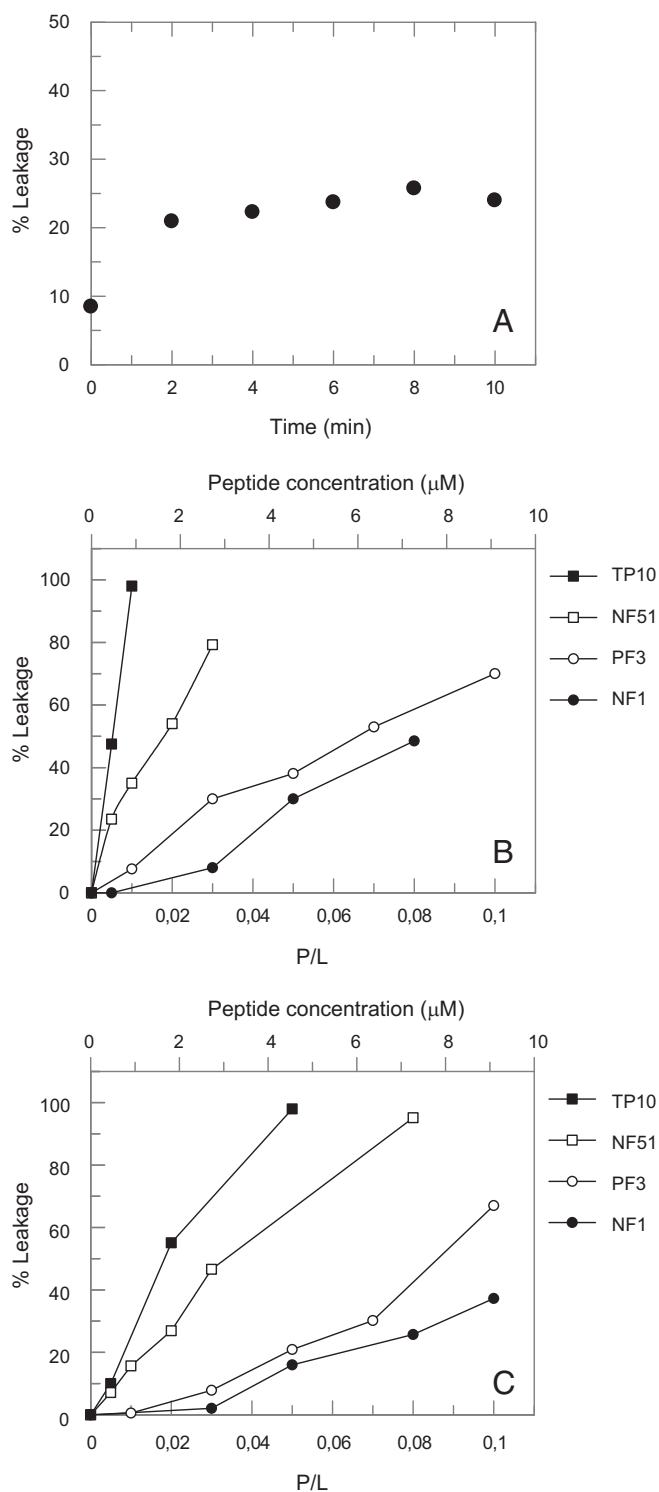 50
40
30
20
10
0
% Leakage
A
0 2 4 6 8 10
Time (min)
Peptide concentration (μM)
0 2 4 6 8 10
100
80
60
40
20
0
% Leakage
TP10
NF51
PF3
NF1
B
0 0,02 0,04 0,06 0,08 0,1
P/L
Peptide concentration (μM)
0 2 4 6 8 10
100
80
60
40
20
0
% Leakage
TP10
NF51
PF3
NF1
C
0 0,02 0,04 0,06 0,08 0,1
P/L